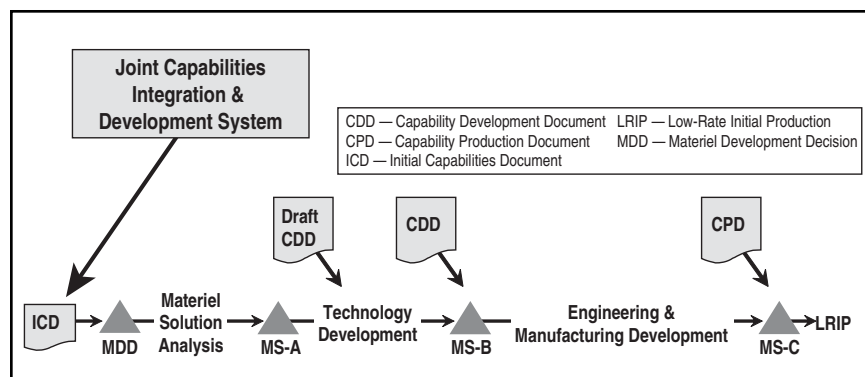 Joint Capabilities
Integration &
Development System
CDD — Capability Development Document LRIP — Low-Rate Initial Production
CPD — Capability Production Document MDD — Materiel Development Decision
ICD — Initial Capabilities Document
Draft
CDD
CDD
CPD
ICD
MDD
Materiel
Solution
Analysis
MS-A
Technology
Development
MS-B
Engineering &
Manufacturing Development
MS-C
LRIP